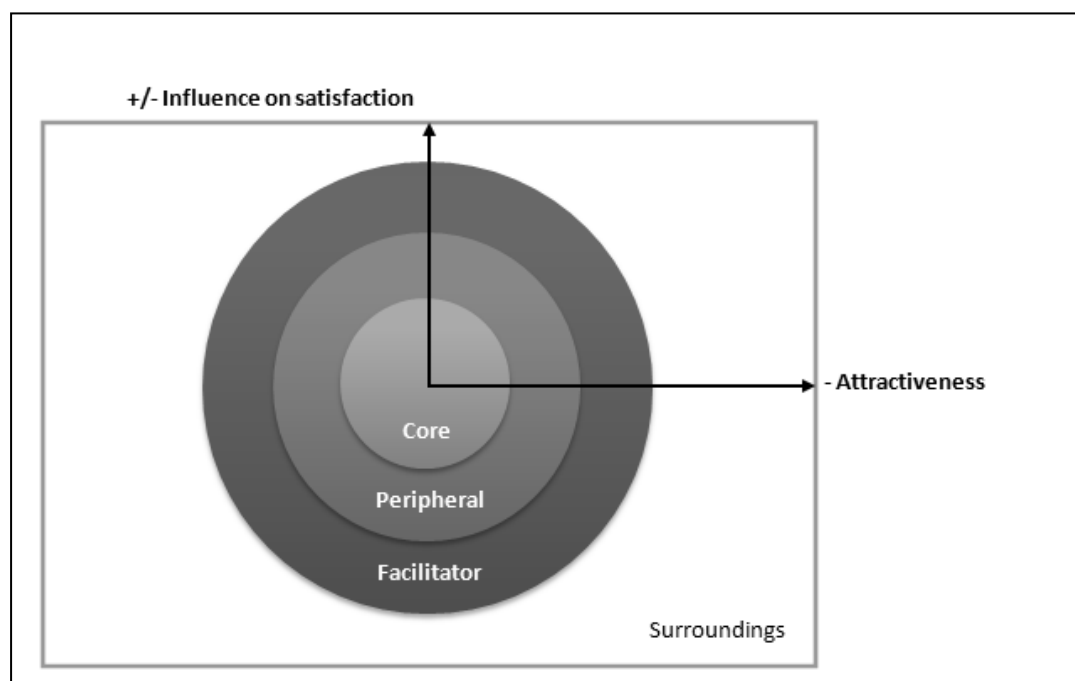 +/- Influence on satisfaction
- Attractiveness
Core
Peripheral
Facilitator
Surroundings